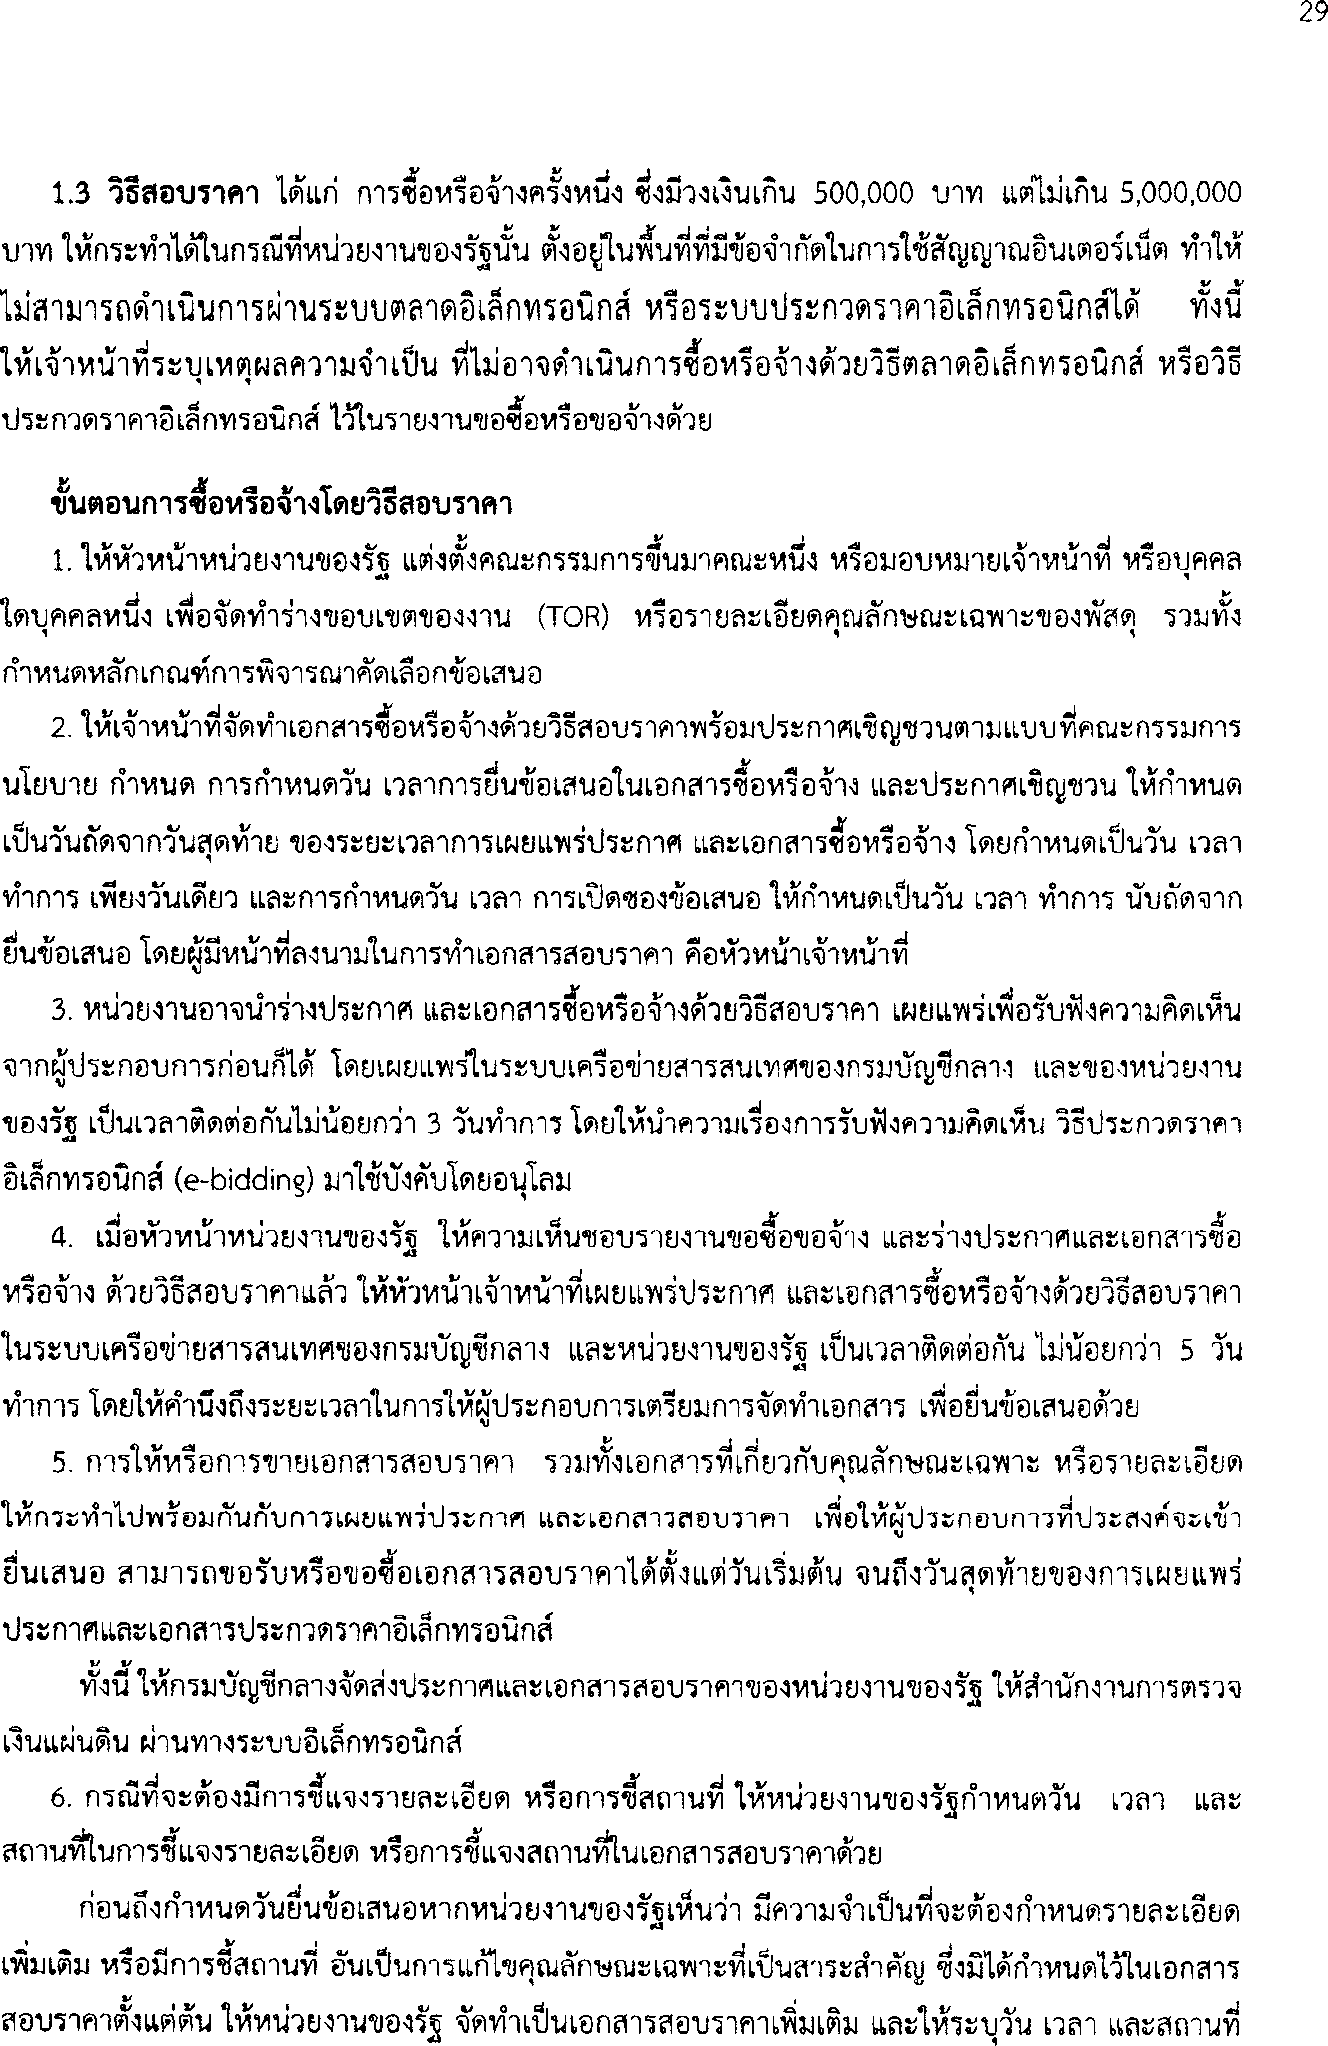 29
1.3 วิธีสอบราคา ได้แก่ การซื้อหรือจ้างครั้งหนึ่ง ซึ่งมีวงเงินเกิน 500,000 บาท แต่ไม่เกิน 5,000,000
บาท ให้กระทำได้ในกรณีที่หน่วยงานของรัฐนั้น ตั้งอยู่ในพื้นที่ที่มีข้อจำกัดในการใช้สัญญาณอินเตอร์เน็ต ทำให้
ไม่สามารถดำเนินการผ่านระบบตลาดอิเล็กทรอนิกส์ หรือระบบประกวดราคาอิเล็กทรอนิกส์ได้ ทั้งนี้
ให้เจ้าหน้าที่ระบุเหตุผลความจำเป็น ที่ไม่อาจดำเนินการซื้อหรือจ้างด้วยวิธีตลาดอิเล็กทรอนิกส์ หรือวิธี
ประกวดราคาอิเล็กทรอนิกส์ ไว้ในรายงานขอซื้อหรือขอจ้างด้วย
ขั้นตอนการซื้อหรือจ้างโดยวิธีสอบราคา
1. ให้หัวหน้าหน่วยงานของรัฐ แต่งตั้งคณะกรรมการขึ้นมาคณะหนึ่ง หรือมอบหมายเจ้าหน้าที่ หรือบุคคล
ใดบุคคลหนึ่ง เพื่อจัดทำร่างขอบเขตของงาน (TOR) หรือรายละเอียดคุณลักษณะเฉพาะของพัสดุ รวมทั้ง
กำหนดหลักเกณฑ์การพิจารณาคัดเลือกข้อเสนอ
2. ให้เจ้าหน้าที่จัดทำเอกสารซื้อหรือจ้างด้วยวิธีสอบราคาพร้อมประกาศเชิญชวนตามแบบที่คณะกรรมการ
นโยบาย กำหนด การกำหนดวัน เวลาการยื่นข้อเสนอในเอกสารซื้อหรือจ้าง และประกาศเชิญชวน ให้กำหนด
เป็นวันถัดจากวันสุดท้าย ของระยะเวลาการเผยแพร่ประกาศ และเอกสารซื้อหรือจ้าง โดยกำหนดเป็นวัน เวลา
ทำการ เพียงวันเดียว และการกำหนดวัน เวลา การเปิดซองข้อเสนอ ให้กำหนดเป็นวัน เวลา ทำการ นับถัดจาก
ยื่นข้อเสนอ โดยผู้มีหน้าที่ลงนามในการทำเอกสารสอบราคา คือหัวหน้าเจ้าหน้าที่
3. หน่วยงานอาจนำร่างประกาศ และเอกสารซื้อหรือจ้างด้วยวิธีสอบราคา เผยแพร่เพื่อรับฟังความคิดเห็น
จากผู้ประกอบการก่อนก็ได้ โดยเผยแพร่ในระบบเครือข่ายสารสนเทศของกรมบัญชีกลาง และของหน่วยงาน
ของรัฐ เป็นเวลาติดต่อกันไม่น้อยกว่า 3 วันทำการ โดยให้นำความเรื่องการรับฟังความคิดเห็น วิธีประกวดราคา
อิเล็กทรอนิกส์ (e-bidding) มาใช้บังคับโดยอนุโลม
4. เมื่อหัวหน้าหน่วยงานของรัฐ ให้ความเห็นชอบรายงานขอซื้อขอจ้าง และร่างประกาศและเอกสารซื้อ
หรือจ้าง ด้วยวิธีสอบราคาแล้ว ให้หัวหน้าเจ้าหน้าที่เผยแพร่ประกาศ และเอกสารซื้อหรือจ้างด้วยวิธีสอบราคา
ในระบบเครือข่ายสารสนเทศของกรมบัญชีกลาง และหน่วยงานของรัฐ เป็นเวลาติดต่อกัน ไม่น้อยกว่า 5 วัน
ทำการ โดยให้คำนึงถึงระยะเวลาในการให้ผู้ประกอบการเตรียมการจัดทำเอกสาร เพื่อยื่นข้อเสนอด้วย
5. การให้หรือการขายเอกสารสอบราคา รวมทั้งเอกสารที่เกี่ยวกับคุณลักษณะเฉพาะ หรือรายละเอียด
ให้กระทำไปพร้อมกันกับการเผยแพร่ประกาศ และเอกสารสอบราคา เพื่อให้ผู้ประกอบการที่ประสงค์จะเข้า
ยื่นเสนอ สามารถขอรับหรือขอซื้อเอกสารสอบราคาได้ตั้งแต่วันเริ่มต้น จนถึงวันสุดท้ายของการเผยแพร่
ประกาศและเอกสารประกวดราคาอิเล็กทรอนิกส์
ทั้งนี้ ให้กรมบัญชีกลางจัดส่งประกาศและเอกสารสอบราคาของหน่วยงานของรัฐ ให้สำนักงานการตรวจ
เงินแผ่นดิน ผ่านทางระบบอิเล็กทรอนิกส์
6. กรณีที่จะต้องมีการชี้แจงรายละเอียด หรือการชี้สถานที่ ให้หน่วยงานของรัฐกำหนดวัน เวลา และ
สถานที่ในการชี้แจงรายละเอียด หรือการชี้แจงสถานที่ในเอกสารสอบราคาด้วย
ก่อนถึงกำหนดวันยื่นข้อเสนอหากหน่วยงานของรัฐเห็นว่า มีความจำเป็นที่จะต้องกำหนดรายละเอียด
เพิ่มเติม หรือมีการชี้สถานที่ อันเป็นการแก้ไขคุณลักษณะเฉพาะที่เป็นสาระสำคัญ ซึ่งมิได้กำหนดไว้ในเอกสาร
สอบราคาตั้งแต่ต้น ให้หน่วยงานของรัฐ จัดทำเป็นเอกสารสอบราคาเพิ่มเติม และให้ระบุวัน เวลา และสถานที่